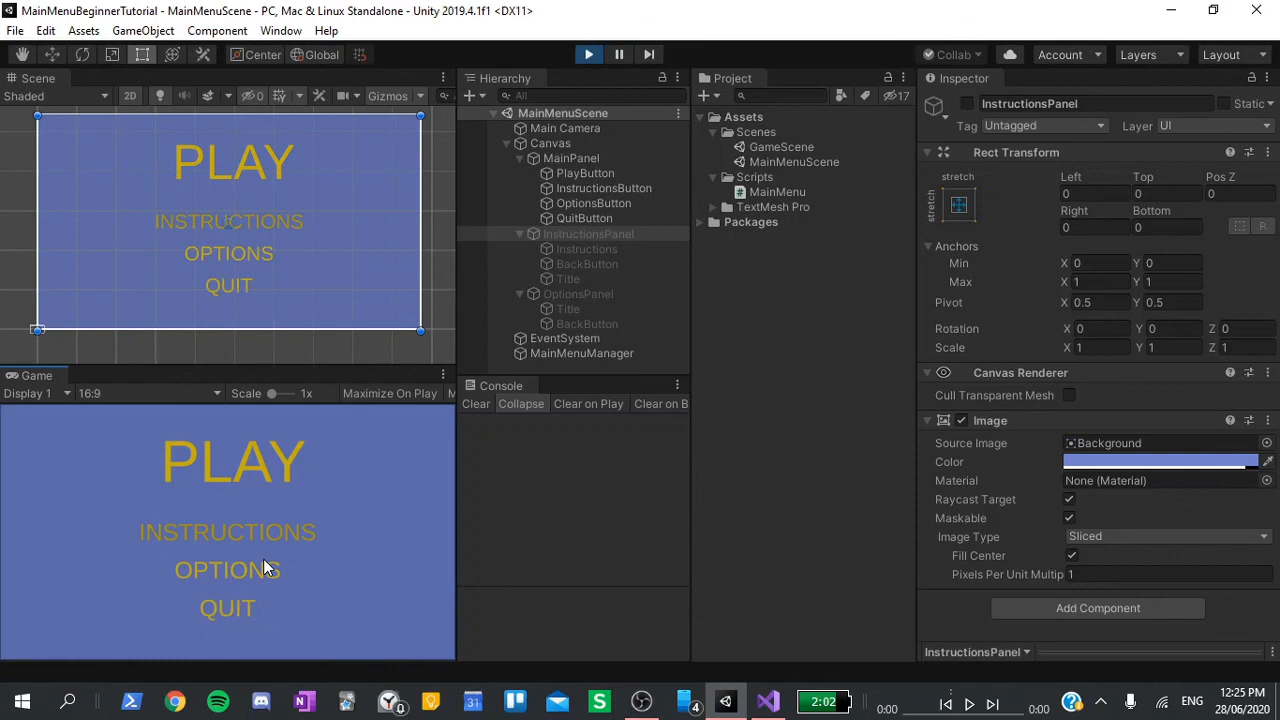 MainMenuBeginnerTutorial - MainMenuScene - PC, Mac & Linux Standalone - Unity 2019.4.1f1 <DX11>
File Edit Assets GameObject Component Window Help
Center Global Collab Account Layers Layout
Scene
Shaded 2D 0 Gizmos
PLAY
INSTRUCTIONS
OPTIONS
QUIT
Game
Display 1 16:9 Scale 1x Maximize On Play M
PLAY
INSTRUCTIONS
OPTIONS
QUIT
Hierarchy
All
MainMenuScene
Main Camera
Canvas
MainPanel
PlayButton
InstructionsButton
OptionsButton
QuitButton
InstructionsPanel
Instructions
BackButton
Title
OptionsPanel
Title
BackButton
EventSystem
MainMenuManager
Console
Clear Collapse Clear on Play Clear on B
Project
17
Assets
Scenes
GameScene
MainMenuScene
Scripts
MainMenu
TextMesh Pro
Packages
Inspector
InstructionsPanel Static
Tag Untagged Layer UI
Rect Transform
stretch Left Top Pos Z
stretch 0 0 0
Right Bottom
0 0 R
Anchors
Min X 0 Y 0
Max X 1 Y 1
Pivot X 0.5 Y 0.5
Rotation X 0 Y 0 Z 0
Scale X 1 Y 1 Z 1
Canvas Renderer
Cull Transparent Mesh
Image
Source Image Background
Color
Material None (Material)
Raycast Target
Maskable
Image Type Sliced
Fill Center
Pixels Per Unit Multip 1
Add Component
InstructionsPanel
31 S 4 2:02 0:00 0:00 ENG 12:25 PM
28/06/2020